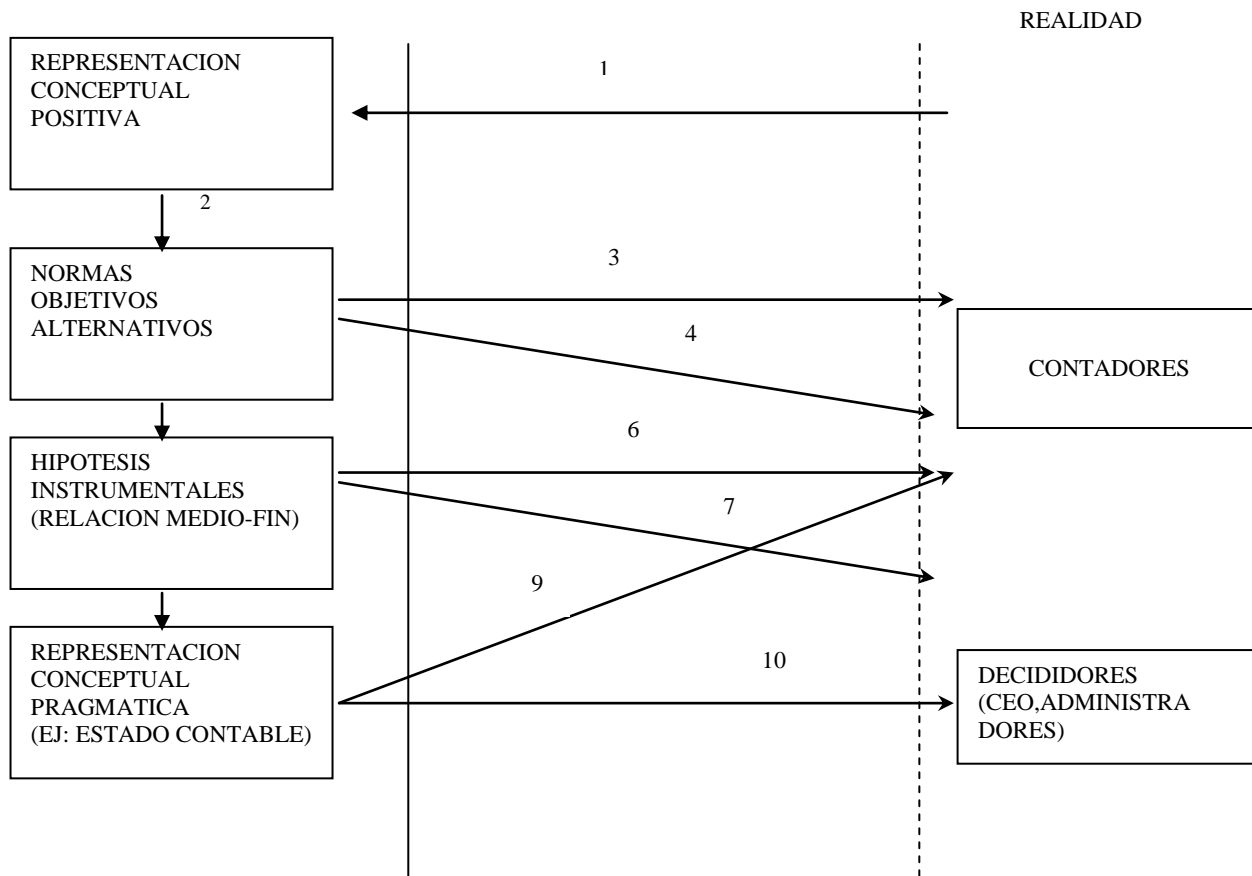 REALIDAD
REPRESENTACION
CONCEPTUAL
POSITIVA
1
2
NORMAS
OBJETIVOS
ALTERNATIVOS
3
4
CONTADORES
HIPOTESIS
INSTRUMENTALES
(RELACION MEDIO-FIN)
6
7
9
REPRESENTACION
CONCEPTUAL
PRAGMATICA
(EJ: ESTADO CONTABLE)
10
DECIDIDORES
(CEO,ADMINISTRA
DORES)